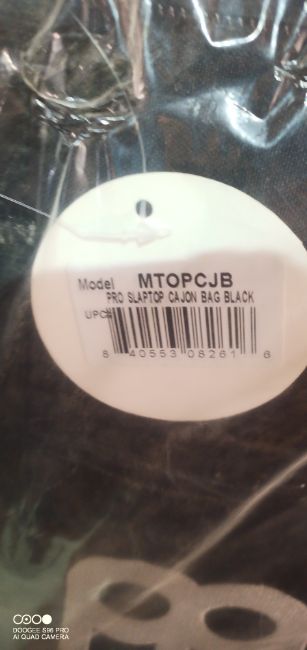 Model MTOPCJB
PRO SLAPTOP CAJON BAG BLACK
UPC#
8 40553 08261 6
DOOGEE S96 PRO
AI QUAD CAMERA